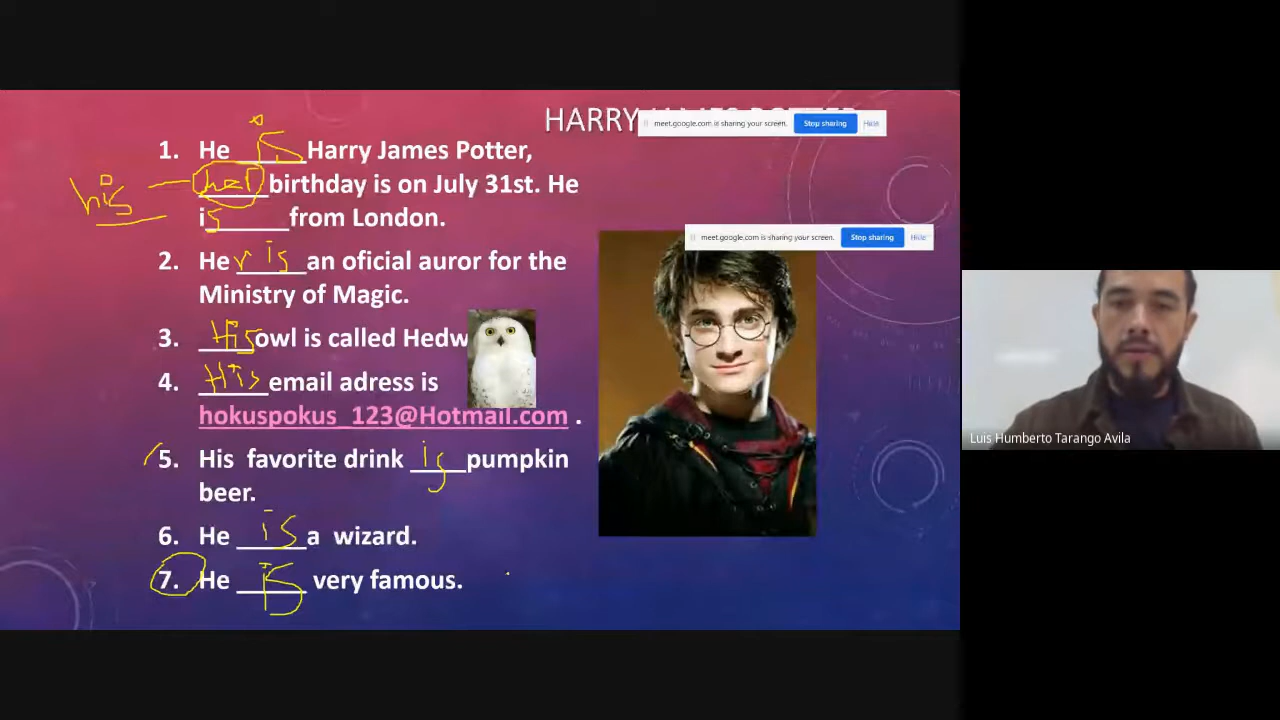 HARRY JAMES POTTER
meet.google.com is sharing your screen. Stop sharing Hide
1. He is Harry James Potter,
his her birthday is on July 31st. He
is from London.
meet.google.com is sharing your screen. Stop sharing Hide
2. He is an oficial auror for the
Ministry of Magic.
3. His owl is called Hedw
4. His email adress is
hokuspokus_123@Hotmail.com .
5. His favorite drink is pumpkin
beer.
6. He is a wizard.
7. He is very famous.
Luis Humberto Tarango Avila